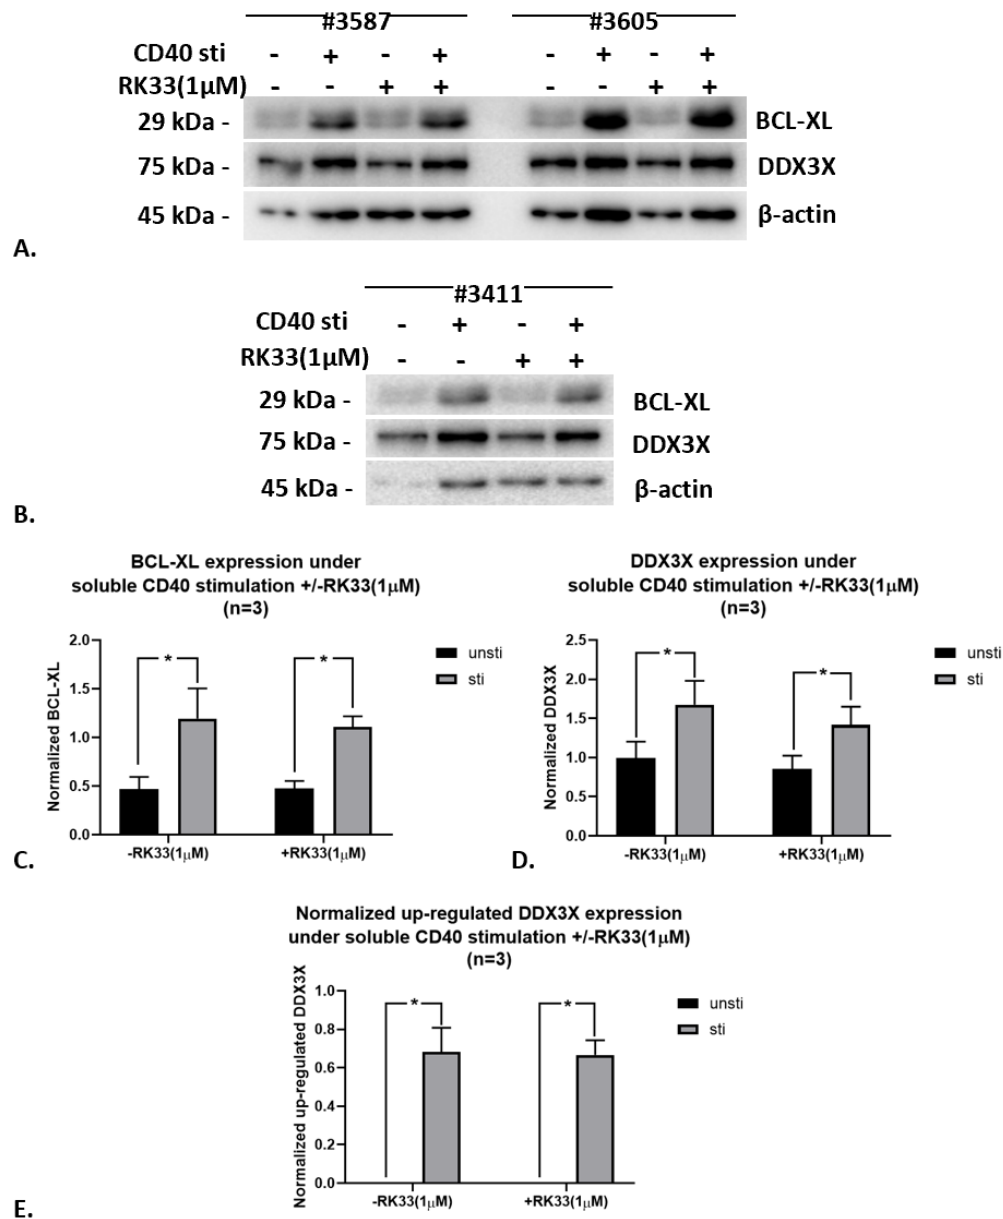 #3587 #3605
CD40 sti - + - + - + - +
RK33(1μM) - - + + - - + +
29 kDa - BCL-XL
75 kDa - DDX3X
45 kDa - β-actin
A.
#3411
CD40 sti - + - +
RK33(1μM) - - + +
29 kDa - BCL-XL
75 kDa - DDX3X
45 kDa - β-actin
B.
BCL-XL expression under
soluble CD40 stimulation +/-RK33(1μM)
(n=3)
Normalized BCL-XL
2.0
1.5
1.0
0.5
0.0
* *
unsti
sti
-RK33(1μM) +RK33(1μM)
C.
DDX3X expression under
soluble CD40 stimulation +/-RK33(1μM)
(n=3)
Normalized DDX3X
2.5
2.0
1.5
1.0
0.5
0.0
* *
unsti
sti
-RK33(1μM) +RK33(1μM)
D.
Normalized up-regulated DDX3X expression
under soluble CD40 stimulation +/-RK33(1μM)
(n=3)
Normalized up-regulated DDX3X
1.0
0.8
0.6
0.4
0.2
0.0
* *
unsti
sti
-RK33(1μM) +RK33(1μM)
E.